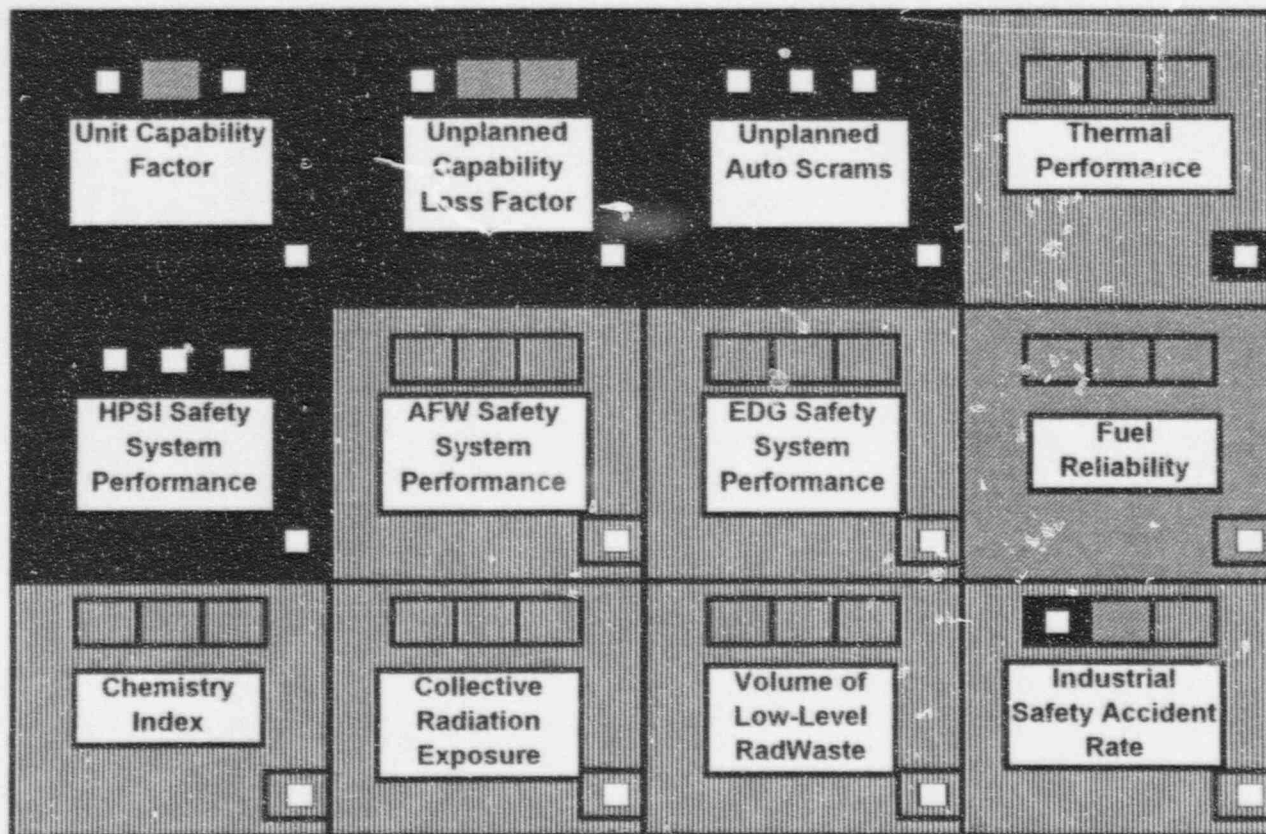 Unit Capability
Factor
Unplanned
Capability
Loss Factor
Unplanned
Auto Scrams
Thermal
Performance
HPSI Safety
System
Performance
AFW Safety
System
Performance
EDG Safety
System
Performance
Fuel
Reliability
Chemistry
Index
Collective
Radiation
Exposure
Volume of
Low-Level
RadWaste
Industrial
Safety Accident
Rate